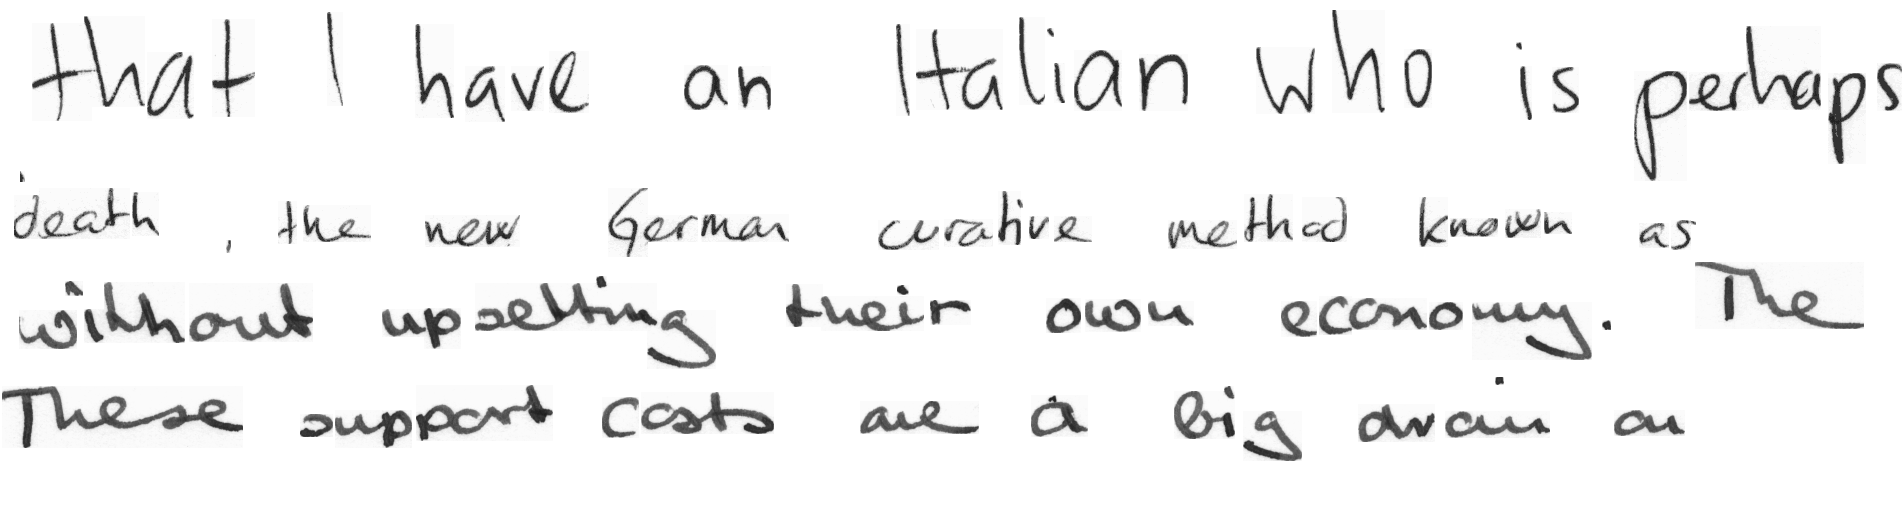 that I have an Italian who is perhaps
death , the new German curative method known as
without upsetting their own economy. The
These support costs are a big drain on